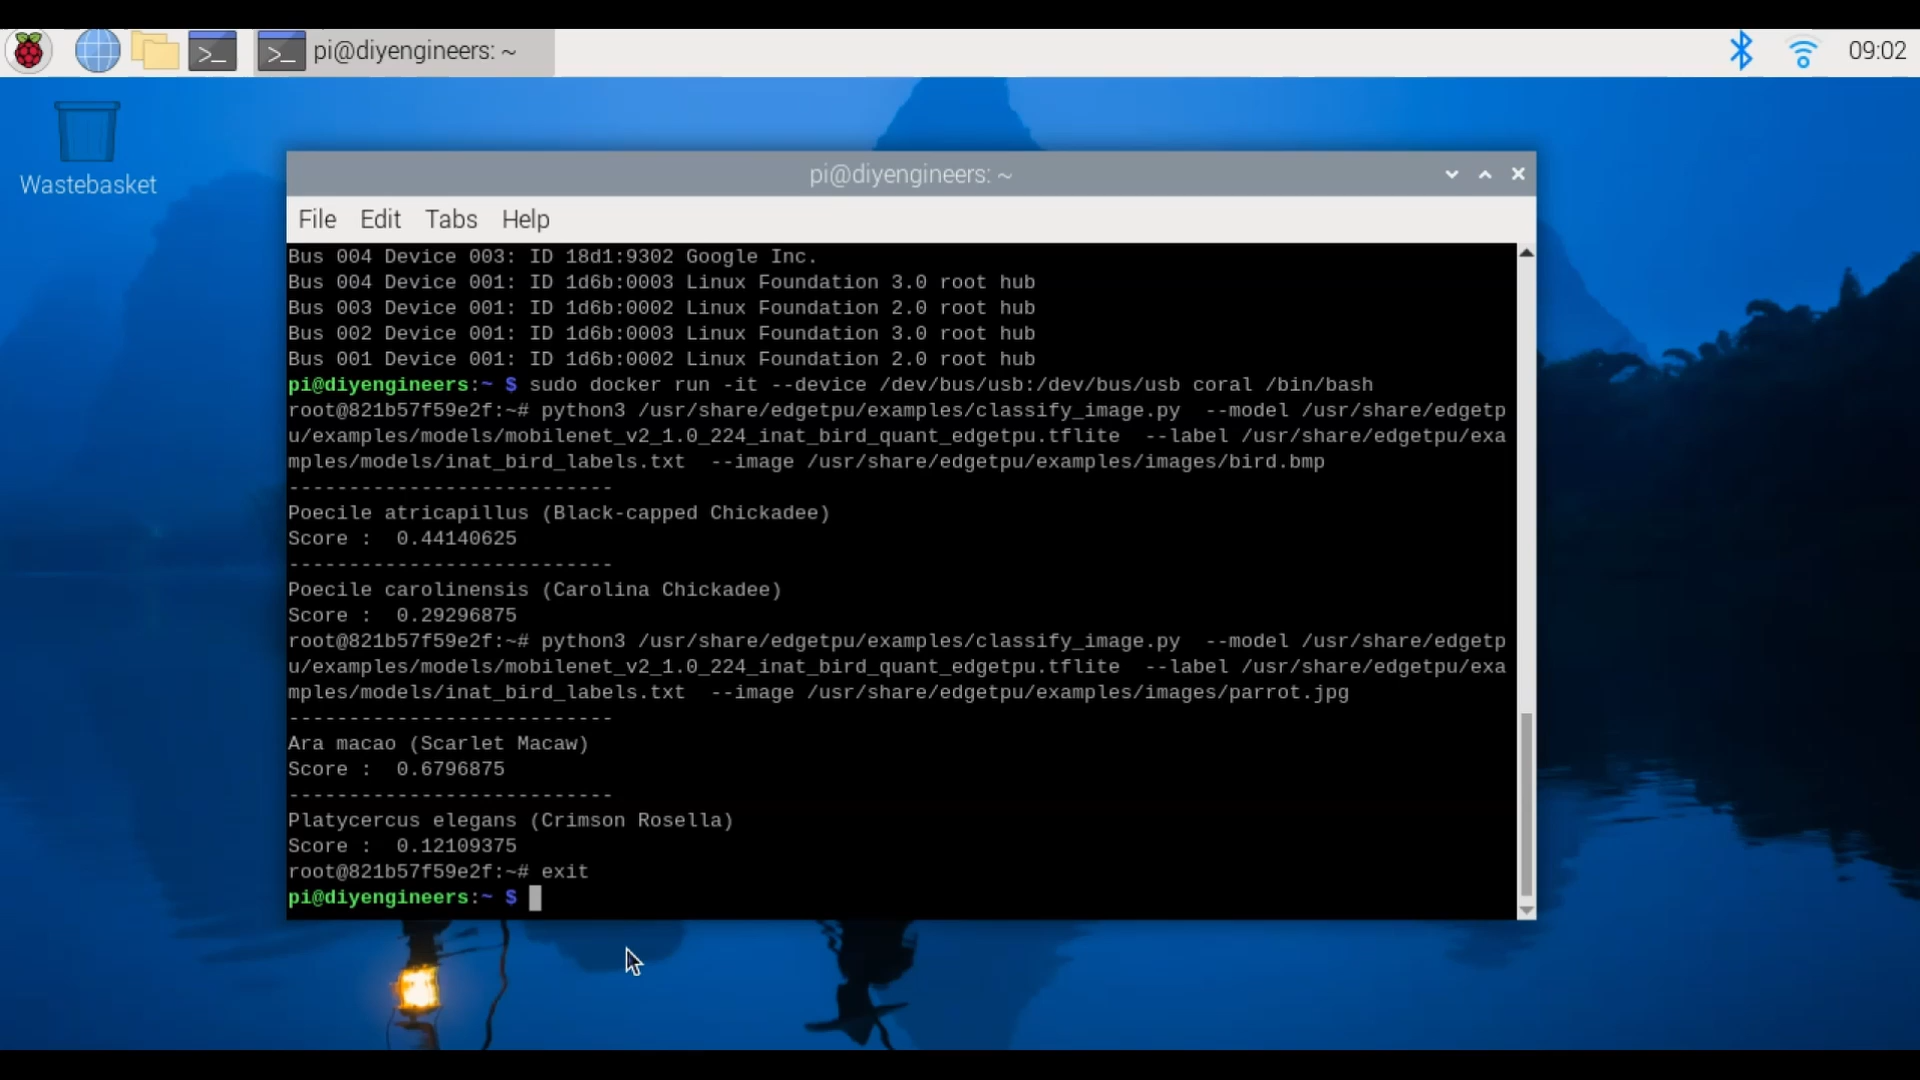 pi@diyengineers: ~
09:02
Wastebasket
pi@diyengineers: ~
File Edit Tabs Help
Bus 004 Device 003: ID 18d1:9302 Google Inc.
Bus 004 Device 001: ID 1d6b:0003 Linux Foundation 3.0 root hub
Bus 003 Device 001: ID 1d6b:0002 Linux Foundation 2.0 root hub
Bus 002 Device 001: ID 1d6b:0003 Linux Foundation 3.0 root hub
Bus 001 Device 001: ID 1d6b:0002 Linux Foundation 2.0 root hub
pi@diyengineers:~ $ sudo docker run -it --device /dev/bus/usb:/dev/bus/usb coral /bin/bash
root@821b57f59e2f:~# python3 /usr/share/edgetpu/examples/classify_image.py  --model /usr/share/edgetp
u/examples/models/mobilenet_v2_1.0_224_inat_bird_quant_edgetpu.tflite  --label /usr/share/edgetpu/exa
mples/models/inat_bird_labels.txt  --image /usr/share/edgetpu/examples/images/bird.bmp
---------------------------
Poecile atricapillus (Black-capped Chickadee)
Score :  0.44140625
---------------------------
Poecile carolinensis (Carolina Chickadee)
Score :  0.29296875
root@821b57f59e2f:~# python3 /usr/share/edgetpu/examples/classify_image.py  --model /usr/share/edgetp
u/examples/models/mobilenet_v2_1.0_224_inat_bird_quant_edgetpu.tflite  --label /usr/share/edgetpu/exa
mples/models/inat_bird_labels.txt  --image /usr/share/edgetpu/examples/images/parrot.jpg
---------------------------
Ara macao (Scarlet Macaw)
Score :  0.6796875
---------------------------
Platycercus elegans (Crimson Rosella)
Score :  0.12109375
root@821b57f59e2f:~# exit
pi@diyengineers:~ $